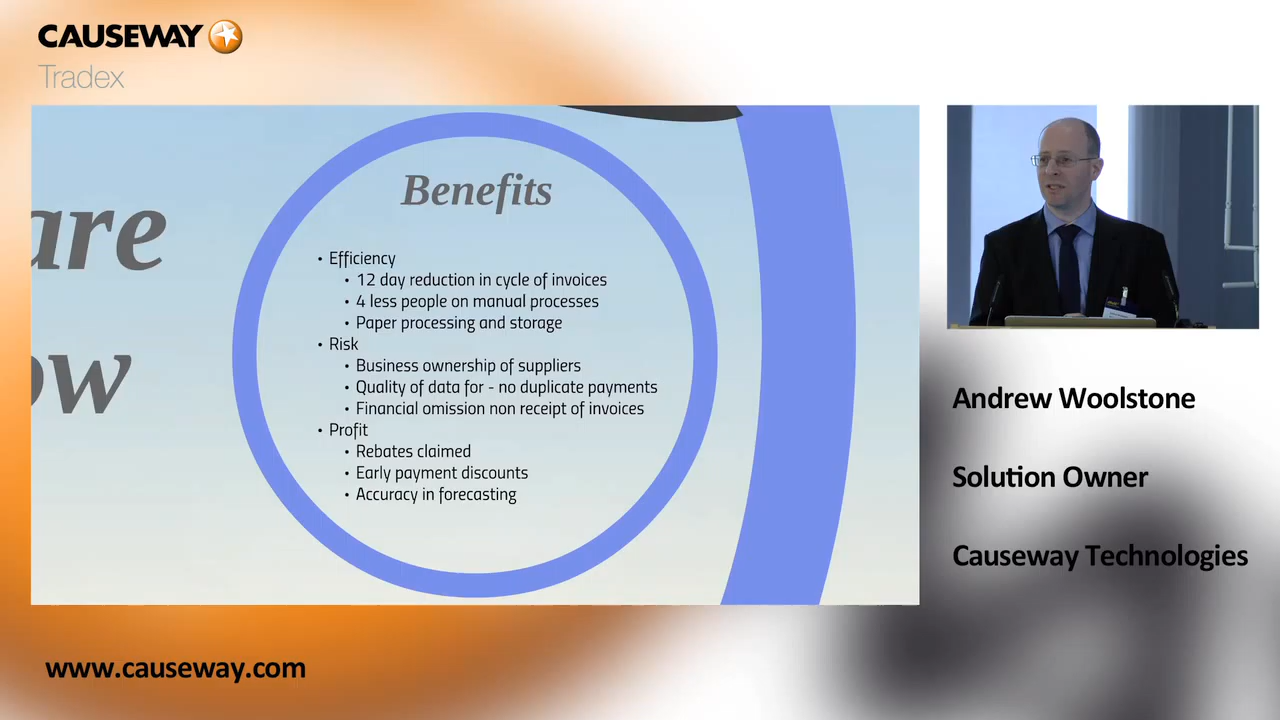 CAUSEWAY
Tradex
are
ow
Benefits
• Efficiency
• 12 day reduction in cycle of invoices
• 4 less people on manual processes
• Paper processing and storage
• Risk
• Business ownership of suppliers
• Quality of data for - no duplicate payments
• Financial omission non receipt of invoices
• Profit
• Rebates claimed
• Early payment discounts
• Accuracy in forecasting
Andrew Woolstone
Solution Owner
Causeway Technologies
www.causeway.com